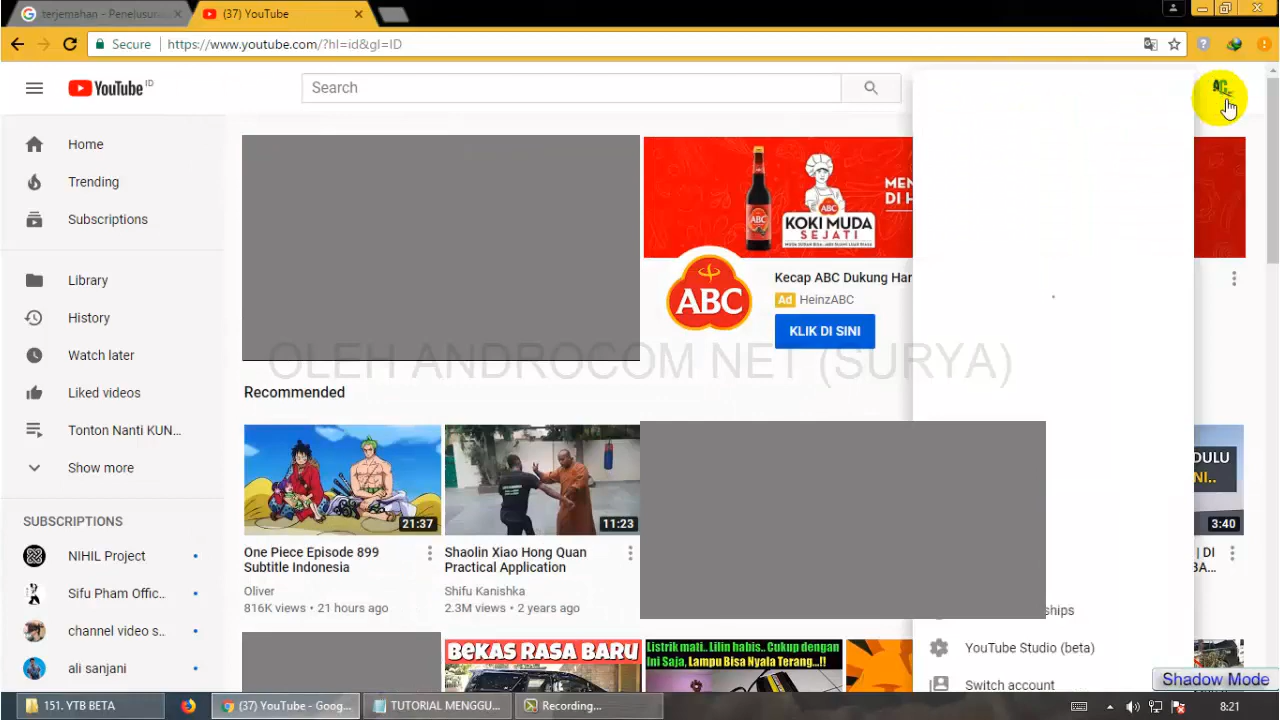 terjemahan - Penelusuran
(37) YouTube
Secure
https://www.youtube.com/?hl=id&gl=ID
YouTube ID
Search
Home
Trending
Subscriptions
Library
History
Watch later
Liked videos
Tonton Nanti KUN...
Show more
SUBSCRIPTIONS
NIHIL Project
Sifu Pham Offic..
channel video s..
ali sanjani
ABC
KOKI MUDA
SEJATI
MEN
DI H
ABC
Kecap ABC Dukung Har
Ad HeinzABC
KLIK DI SINI
OLEH ANDROCOM NET (SURYA)
Recommended
21:37
11:23
DULU
NI..
3:40
One Piece Episode 899
Subtitle Indonesia
Oliver
816K views • 21 hours ago
Shaolin Xiao Hong Quan
Practical Application
Shifu Kanishka
2.3M views • 2 years ago
| DI
BA...
ships
YouTube Studio (beta)
Switch account
BEKAS RASA BARU
Listrik mati.. Lilin habis.. Cukup dengan
Ini Saja, Lampu Bisa Nyala Terang..!!
Shadow Mode
151. YTB BETA
(37) YouTube - Goog...
TUTORIAL MENGGU...
Recording...
8:21